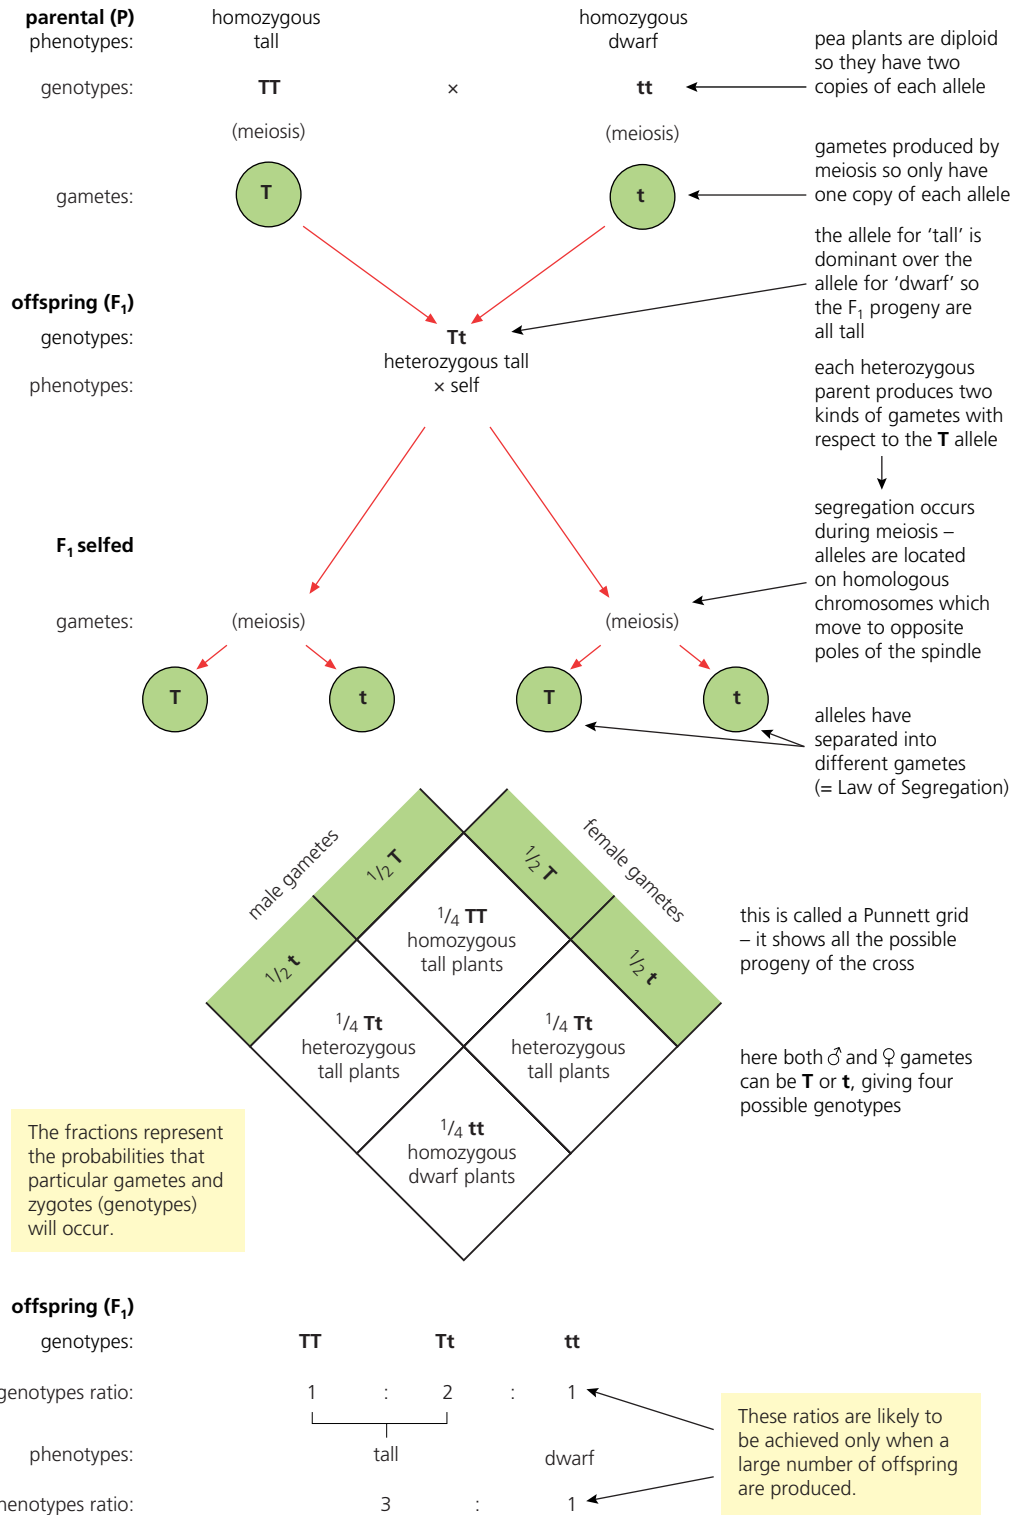 parental (P)
phenotypes:
homozygous
tall
homozygous
dwarf
genotypes:
TT
×
tt
pea plants are diploid
so they have two
copies of each allele
(meiosis)
(meiosis)
gametes:
T
t
gametes produced by
meiosis so only have
one copy of each allele
the allele for ‘tall’ is
dominant over the
allele for ‘dwarf’ so
the F₁ progeny are
all tall
offspring (F₁)
genotypes:
Tt
heterozygous tall
phenotypes:
× self
each heterozygous
parent produces two
kinds of gametes with
respect to the T allele
segregation occurs
during meiosis –
alleles are located
on homologous
chromosomes which
move to opposite
poles of the spindle
F₁ selfed
gametes:
(meiosis)
(meiosis)
T
t
T
t
alleles have
separated into
different gametes
(= Law of Segregation)
male gametes
female gametes
1/2 T
1/2 t
1/2 T
1/2 t
1/4 TT
homozygous
tall plants
1/4 Tt
heterozygous
tall plants
1/4 Tt
heterozygous
tall plants
1/4 tt
homozygous
dwarf plants
this is called a Punnett grid
– it shows all the possible
progeny of the cross
here both ♂ and ♀ gametes
can be T or t, giving four
possible genotypes
The fractions represent
the probabilities that
particular gametes and
zygotes (genotypes)
will occur.
offspring (F₁)
genotypes:
TT Tt tt
genotypes ratio:
1 : 2 : 1
phenotypes:
tall dwarf
henotypes ratio:
3 : 1
These ratios are likely to
be achieved only when a
large number of offspring
are produced.